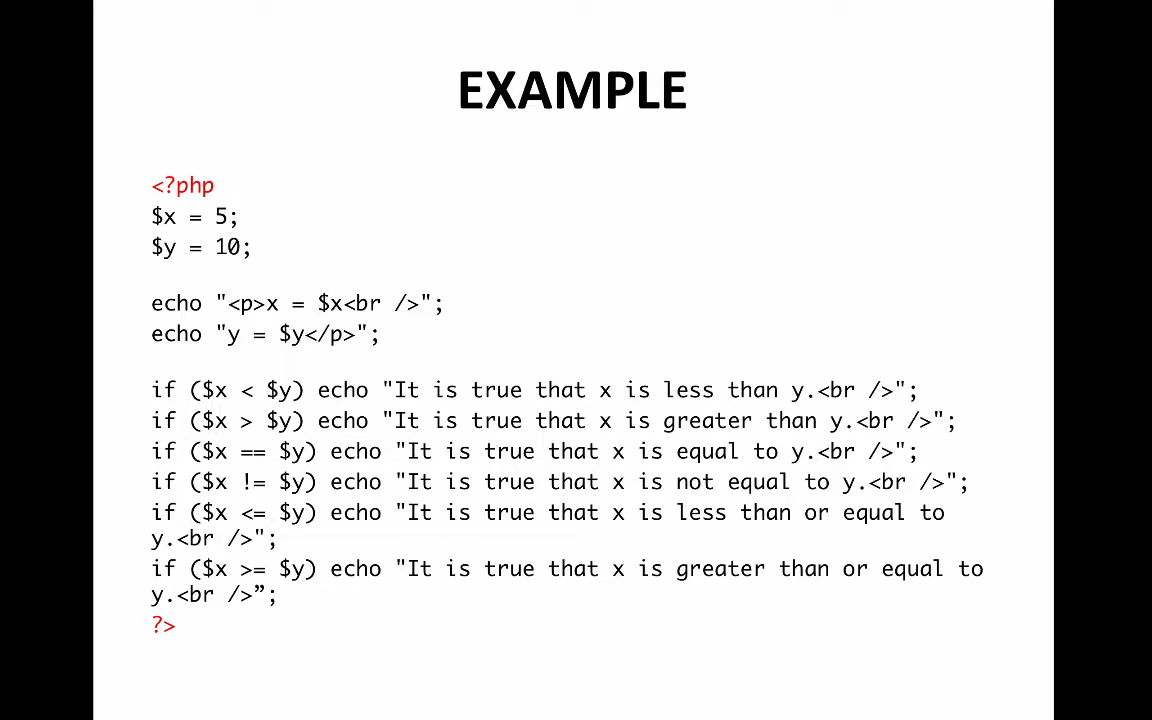 EXAMPLE
<?php
$x = 5;
$y = 10;
echo "<p>x = $x<br />";
echo "y = $y</p>";
if ($x < $y) echo "It is true that x is less than y.<br />";
if ($x > $y) echo "It is true that x is greater than y.<br />";
if ($x == $y) echo "It is true that x is equal to y.<br />";
if ($x != $y) echo "It is true that x is not equal to y.<br />";
if ($x <= $y) echo "It is true that x is less than or equal to
y.<br />";
if ($x >= $y) echo "It is true that x is greater than or equal to
y.<br />”;
?>